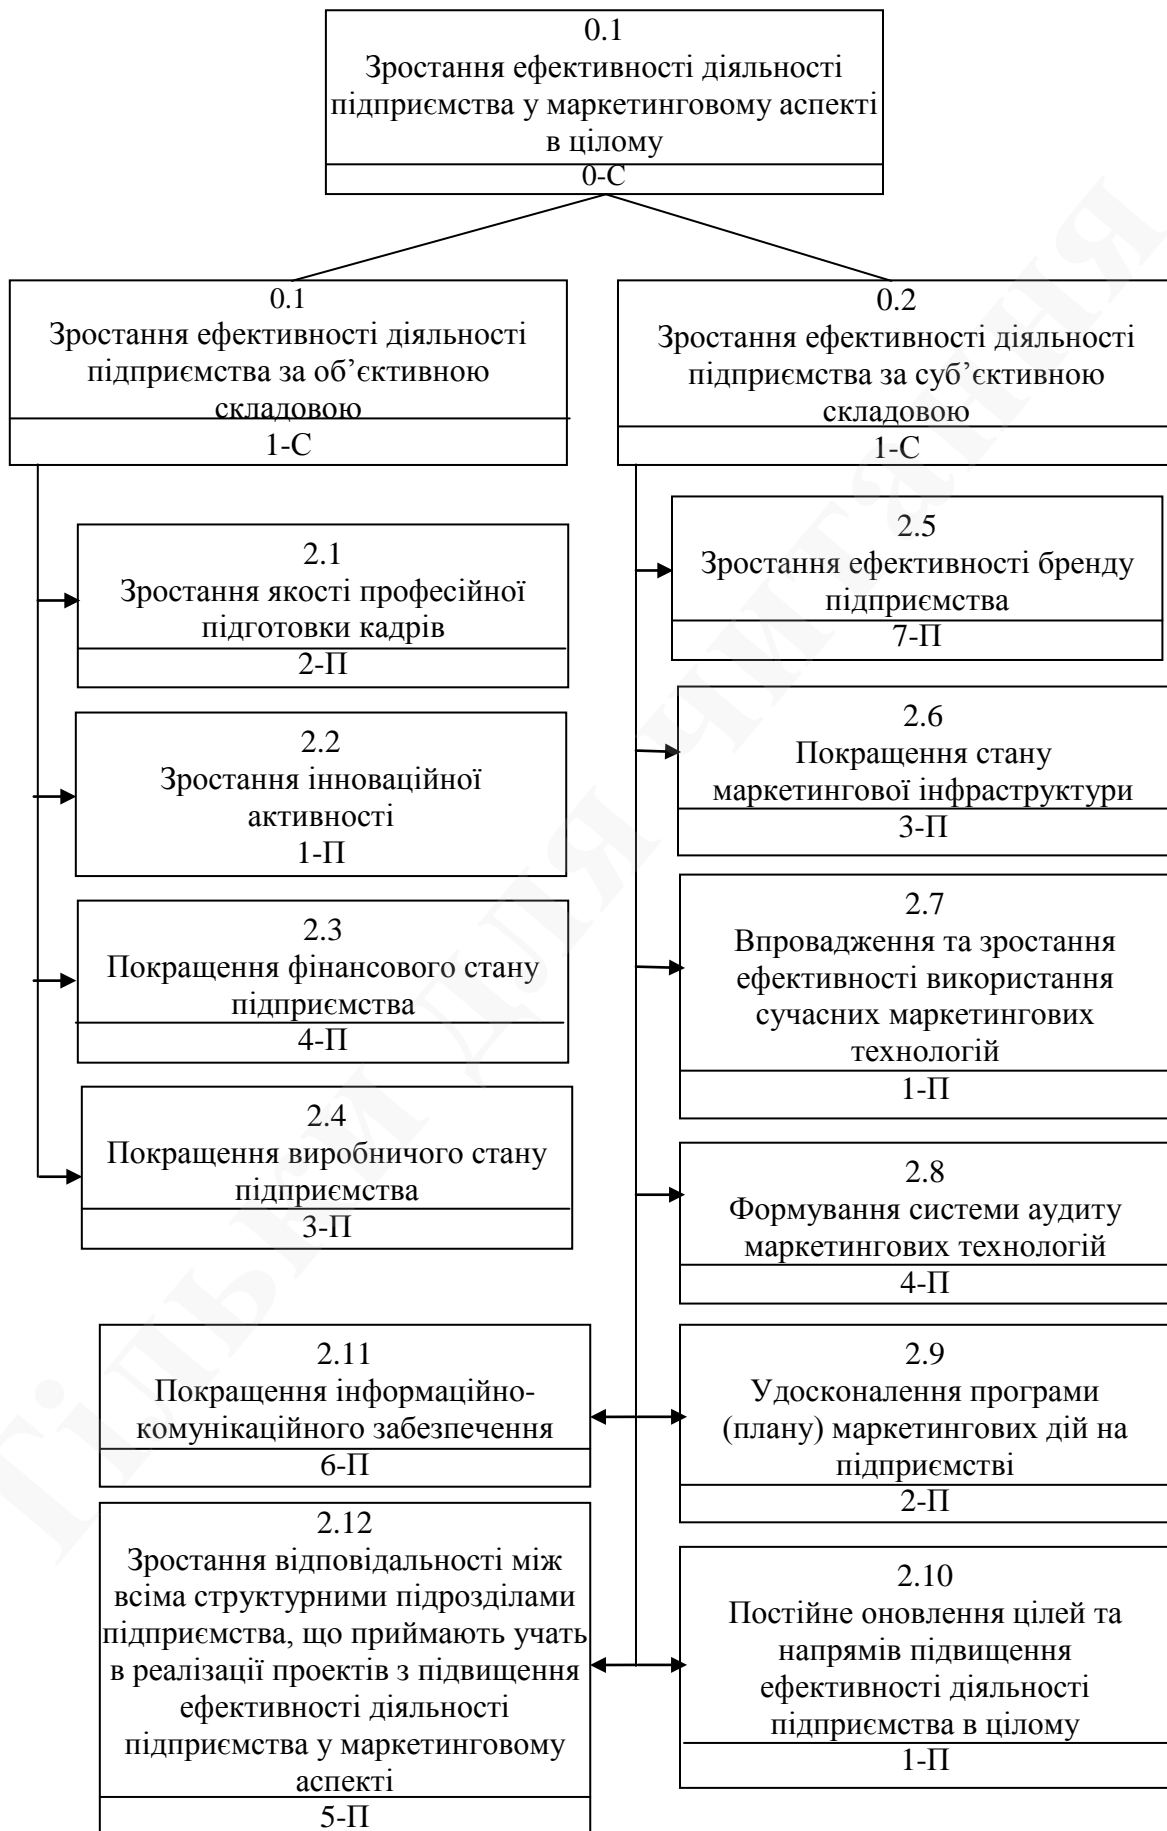 0.1
Зростання ефективності діяльності
підприємства у маркетинговому аспекті
в цілому
0-С
0.1
Зростання ефективності діяльності
підприємства за об’єктивною
складовою
1-С
0.2
Зростання ефективності діяльності
підприємства за суб’єктивною
складовою
1-С
2.1
Зростання якості професійної
підготовки кадрів
2-П
2.2
Зростання інноваційної
активності
1-П
2.3
Покращення фінансового стану
підприємства
4-П
2.4
Покращення виробничого стану
підприємства
3-П
2.5
Зростання ефективності бренду
підприємства
7-П
2.6
Покращення стану
маркетингової інфраструктури
3-П
2.7
Впровадження та зростання
ефективності використання
сучасних маркетингових
технологій
1-П
2.8
Формування системи аудиту
маркетингових технологій
4-П
2.11
Покращення інформаційно-
комунікаційного забезпечення
6-П
2.9
Удосконалення програми
(плану) маркетингових дій на
підприємстві
2-П
2.12
Зростання відповідальності між
всіма структурними підрозділами
підприємства, що приймають учать
в реалізації проектів з підвищення
ефективності діяльності
підприємства у маркетинговому
аспекті
5-П
2.10
Постійне оновлення цілей та
напрямів підвищення
ефективності діяльності
підприємства в цілому
1-П
Тільки для читання